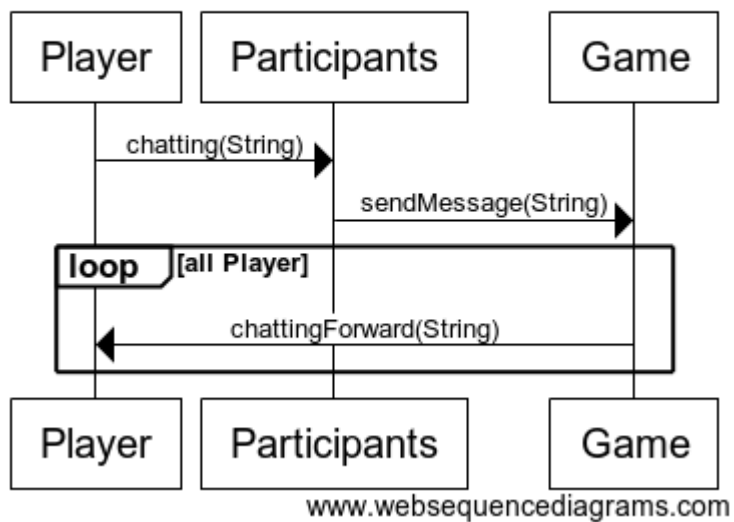 Player Participants Game
chatting(String)
sendMessage(String)
loop [all Player]
chattingForward(String)
Player Participants Game
www.websequencediagrams.com